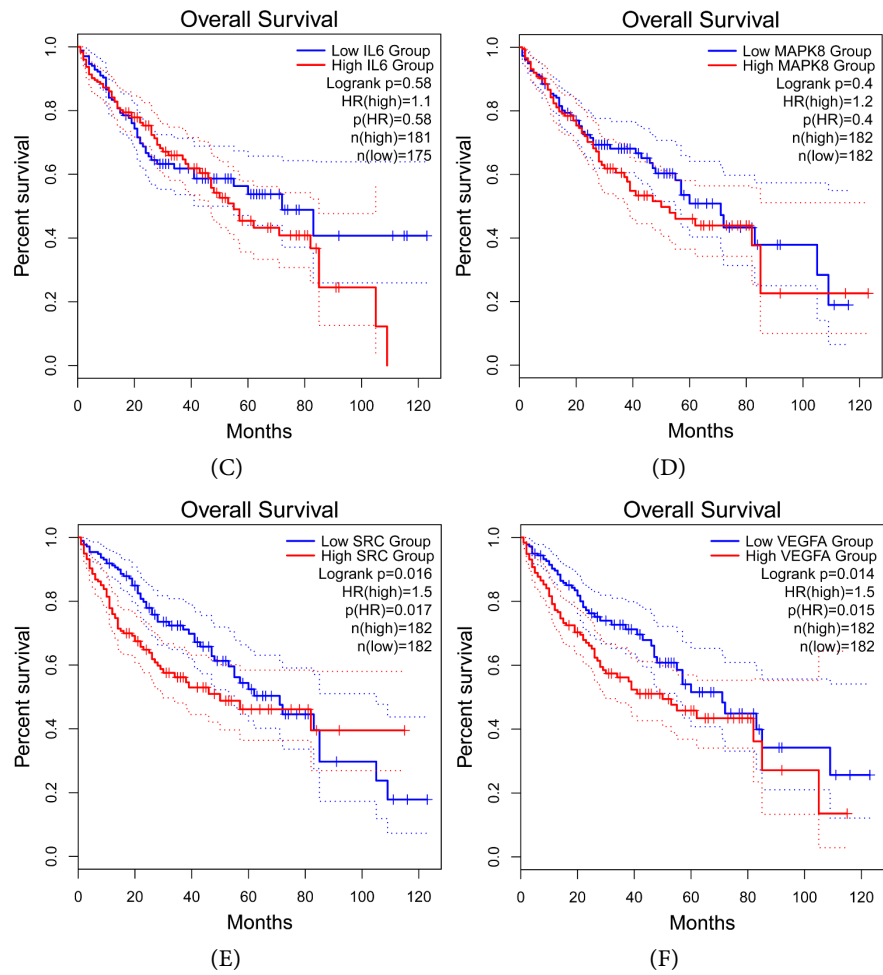 Overall Survival
Percent survival
0.0
0.2
0.4
0.6
0.8
1.0
Low IL6 Group
High IL6 Group
Logrank p=0.58
HR(high)=1.1
p(HR)=0.58
n(high)=181
n(low)=175
0
20
40
60
80
100
120
Months
(C)
Overall Survival
Percent survival
0.0
0.2
0.4
0.6
0.8
1.0
Low MAPK8 Group
High MAPK8 Group
Logrank p=0.4
HR(high)=1.2
p(HR)=0.4
n(high)=182
n(low)=182
0
20
40
60
80
100
120
Months
(D)
Overall Survival
Percent survival
0.0
0.2
0.4
0.6
0.8
1.0
Low SRC Group
High SRC Group
Logrank p=0.016
HR(high)=1.5
p(HR)=0.017
n(high)=182
n(low)=182
0
20
40
60
80
100
120
Months
(E)
Overall Survival
Percent survival
0.0
0.2
0.4
0.6
0.8
1.0
Low VEGFA Group
High VEGFA Group
Logrank p=0.014
HR(high)=1.5
p(HR)=0.015
n(high)=182
n(low)=182
0
20
40
60
80
100
120
Months
(F)